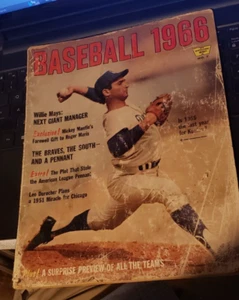 BASEBALL 1966
Willie Mays:
NEXT GIANT MANAGER
Exclusive! Mickey Mantle's
Farewell Gift to Roger Maris
THE BRAVES, THE SOUTH—
AND A PENNANT
Extra! The Plot That Stole
the American League Pennant
Leo Durocher Plans
A 1951 Miracle For Chicago
A SURPRISE PREVIEW OF ALL THE TEAMS